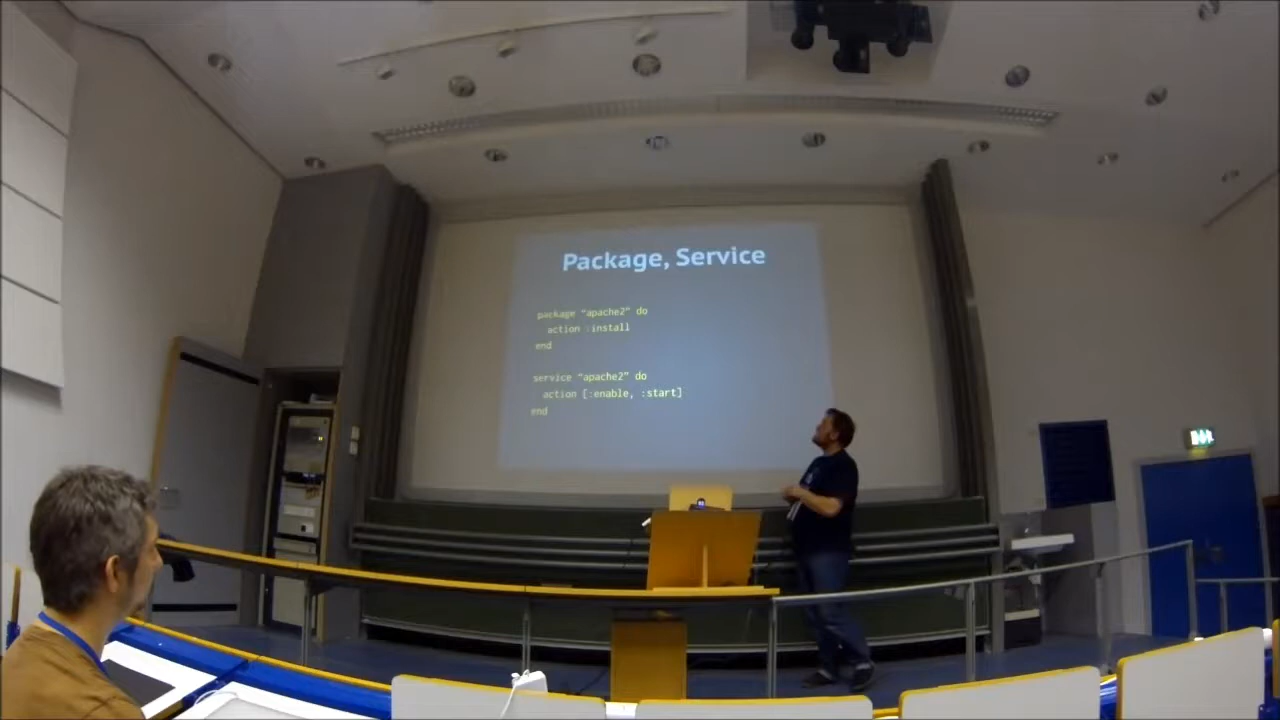 Package, Service
package “apache2” do
action :install
end
service “apache2” do
action [:enable, :start]
end